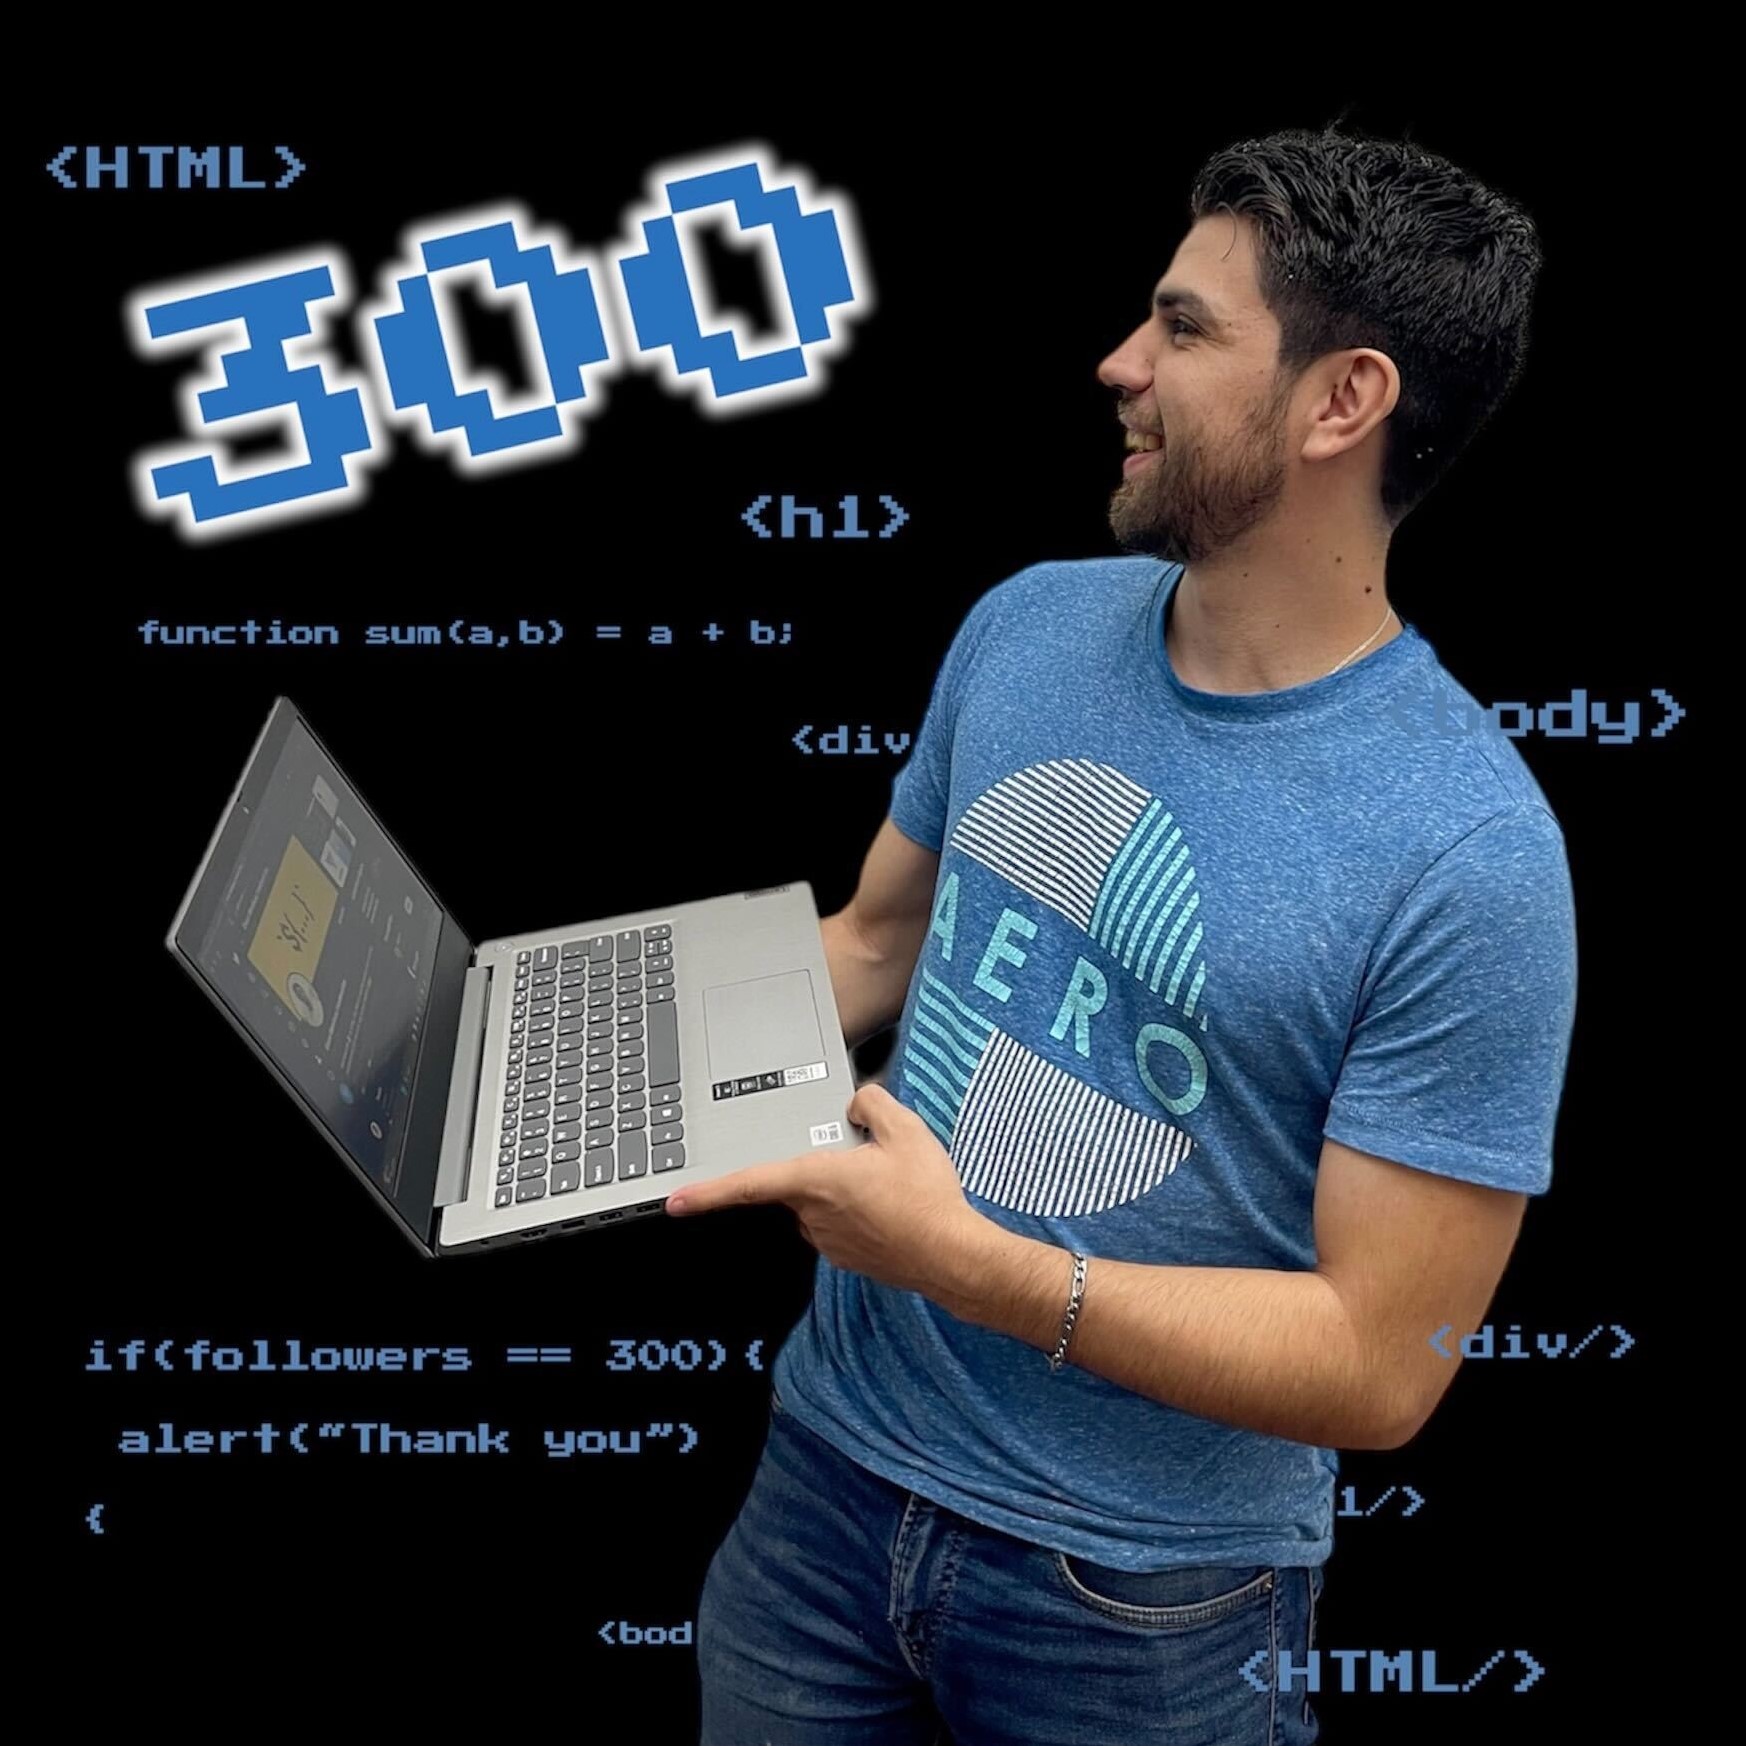 <HTML>
300
<h1>
function sum(a,b) = a + b;
<body>
<div
AERO
if(followers == 300){
<div/>
alert("Thank you")
1/>
{
<bod
<HTML/>